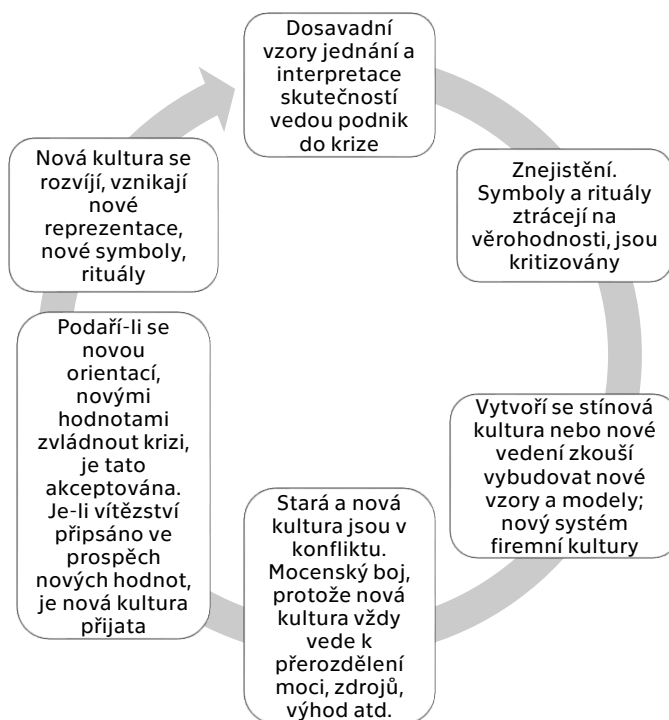 Dosavadní
vzory jednání a
interpretace
skutečností
vedou podnik
do krize
Znejistění.
Symboly a rituály
ztrácejí na
věrohodnosti, jsou
kritizovány
Vytvoří se stínová
kultura nebo nové
vedení zkouší
vybudovat nové
vzory a modely;
nový systém
firemní kultury
Stará a nová
kultura jsou v
konfliktu.
Mocenský boj,
protože nová
kultura vždy
vede k
přerozdělení
moci, zdrojů,
výhod atd.
Podaří-li se
novou
orientací,
novými
hodnotami
zvládnout krizi,
je tato
akceptována.
Je-li vítězství
připsáno ve
prospěch
nových hodnot,
je nová kultura
přijata
Nová kultura se
rozvíjí, vznikají
nové
reprezentace,
nové symboly,
rituály